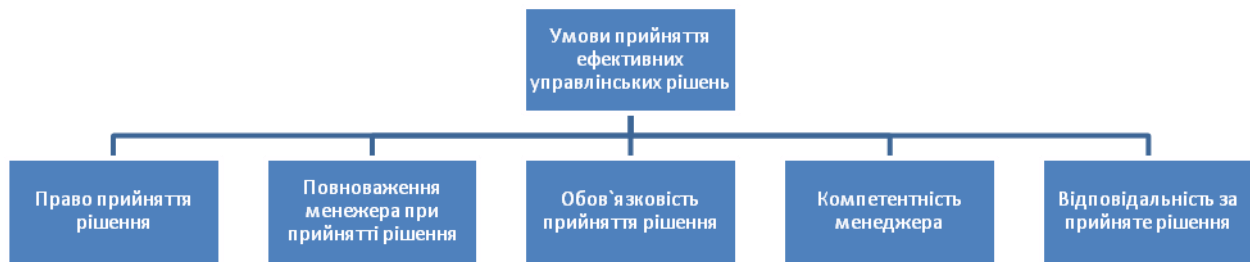 Умови прийняття
ефективних
управлінських рішень
Право прийняття
рішення
Повноваження
менежера при
прийнятті рішення
Обов`язковість
прийняття рішення
Компетентність
менеджера
Відповідальність за
прийняте рішення